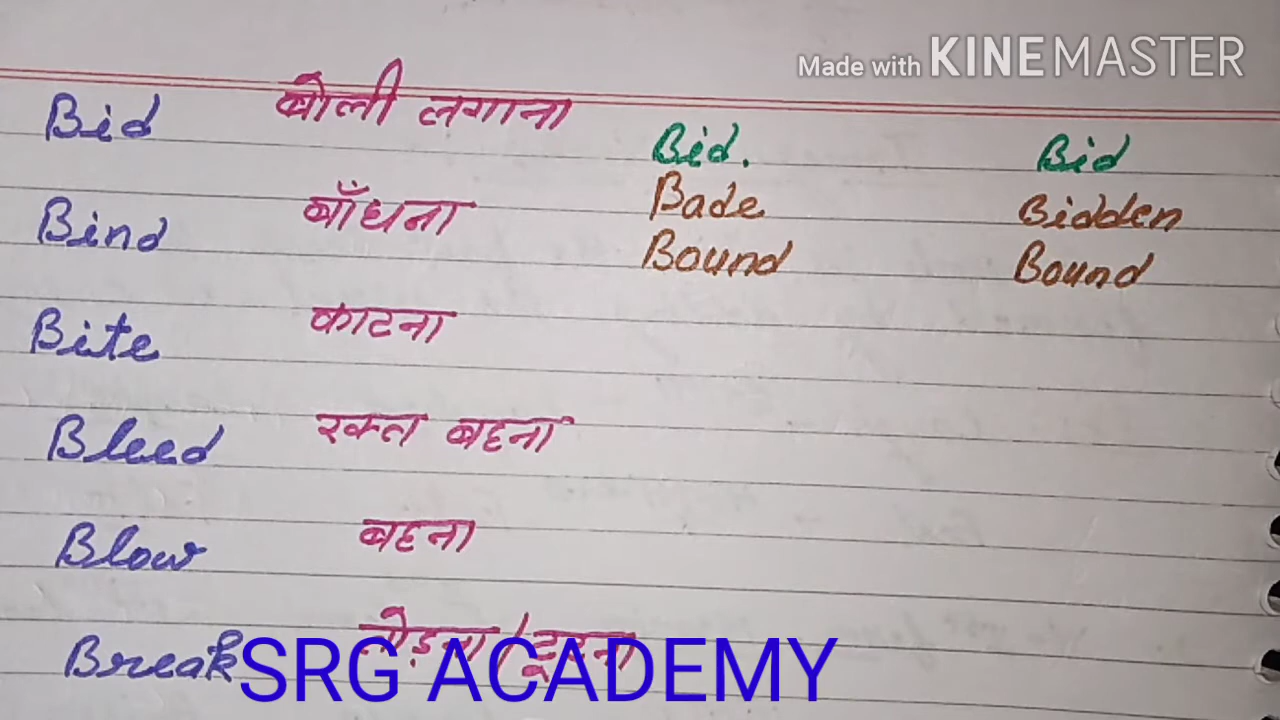 Made with KINEMASTER
Bid बोली लगाना Bid. Bid
Bade Bidden
Bind बाँधना Bound Bound
Bite काटना
Bleed रक्त बहना
Blow बहना
Break तोड़ना/टूटना
SRG ACADEMY